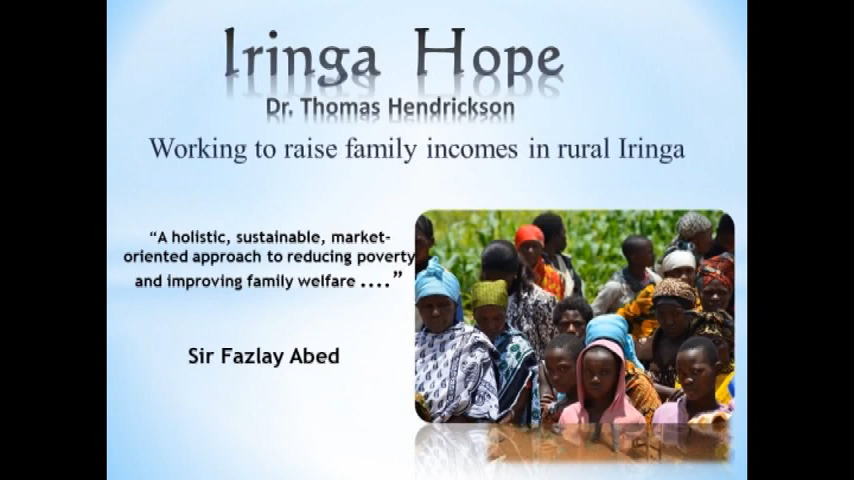 Iringa Hope
Dr. Thomas Hendrickson
Working to raise family incomes in rural Iringa
“A holistic, sustainable, market-
oriented approach to reducing poverty
and improving family welfare ....”
Sir Fazlay Abed